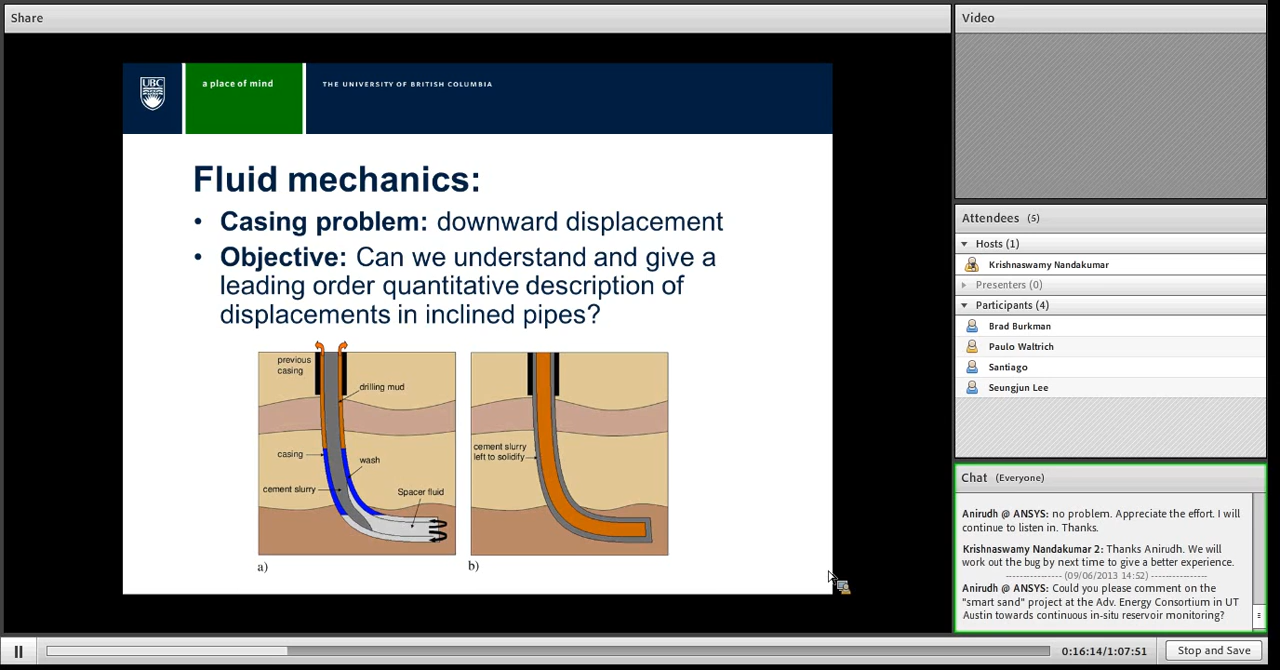 Share
UBC
a place of mind
THE UNIVERSITY OF BRITISH COLUMBIA
Fluid mechanics:
• Casing problem: downward displacement
• Objective: Can we understand and give a
leading order quantitative description of
displacements in inclined pipes?
previous
casing
drilling mud
casing
wash
cement slurry
Spacer fluid
a)
cement slurry
left to solidify
b)
Video
Attendees (5)
Hosts (1)
Krishnaswamy Nandakumar
Presenters (0)
Participants (4)
Brad Burkman
Paulo Waltrich
Santiago
Seungjun Lee
Chat (Everyone)
Anirudh @ ANSYS: no problem. Appreciate the effort. I will
continue to listen in. Thanks.
Krishnaswamy Nandakumar 2: Thanks Anirudh. We will
work out the bug by next time to give a better experience.
---------------- (09/06/2013 14:52) ----------------
Anirudh @ ANSYS: Could you please comment on the
"smart sand" project at the Adv. Energy Consortium in UT
Austin towards continuous in-situ reservoir monitoring?
0:16:14/1:07:51
Stop and Save